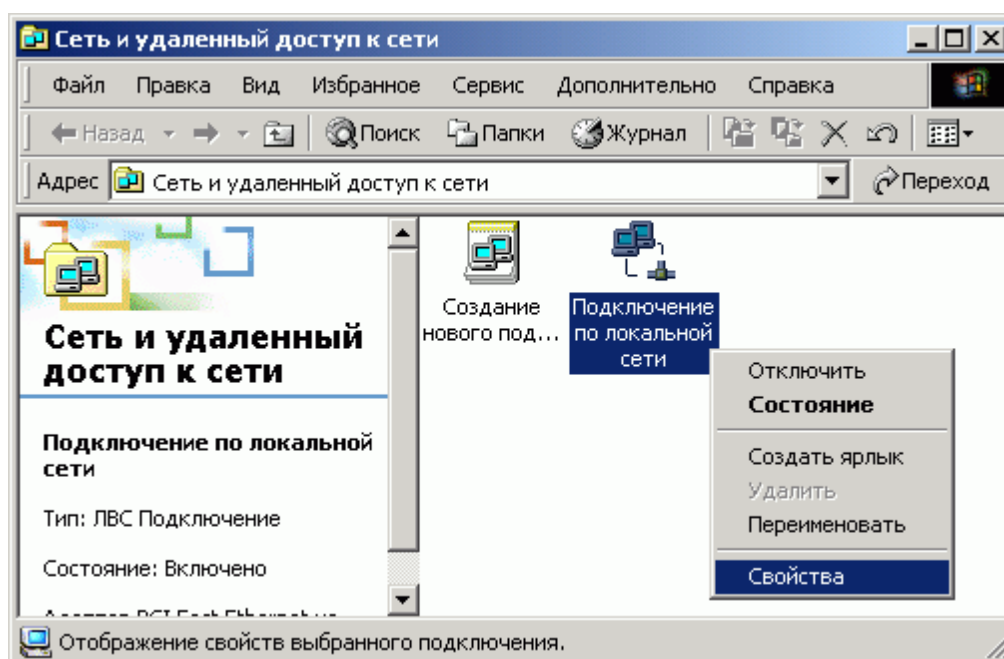 Сеть и удаленный доступ к сети
Файл Правка Вид Избранное Сервис Дополнительно Справка
Назад Поиск Папки Журнал
Адрес Сеть и удаленный доступ к сети Переход
Сеть и удаленный
доступ к сети
Подключение по локальной
сети
Тип: ЛВС Подключение
Состояние: Включено
Создание
нового под...
Подключение
по локальной
сети
Отключить
Состояние
Создать ярлык
Удалить
Переименовать
Свойства
Отображение свойств выбранного подключения.